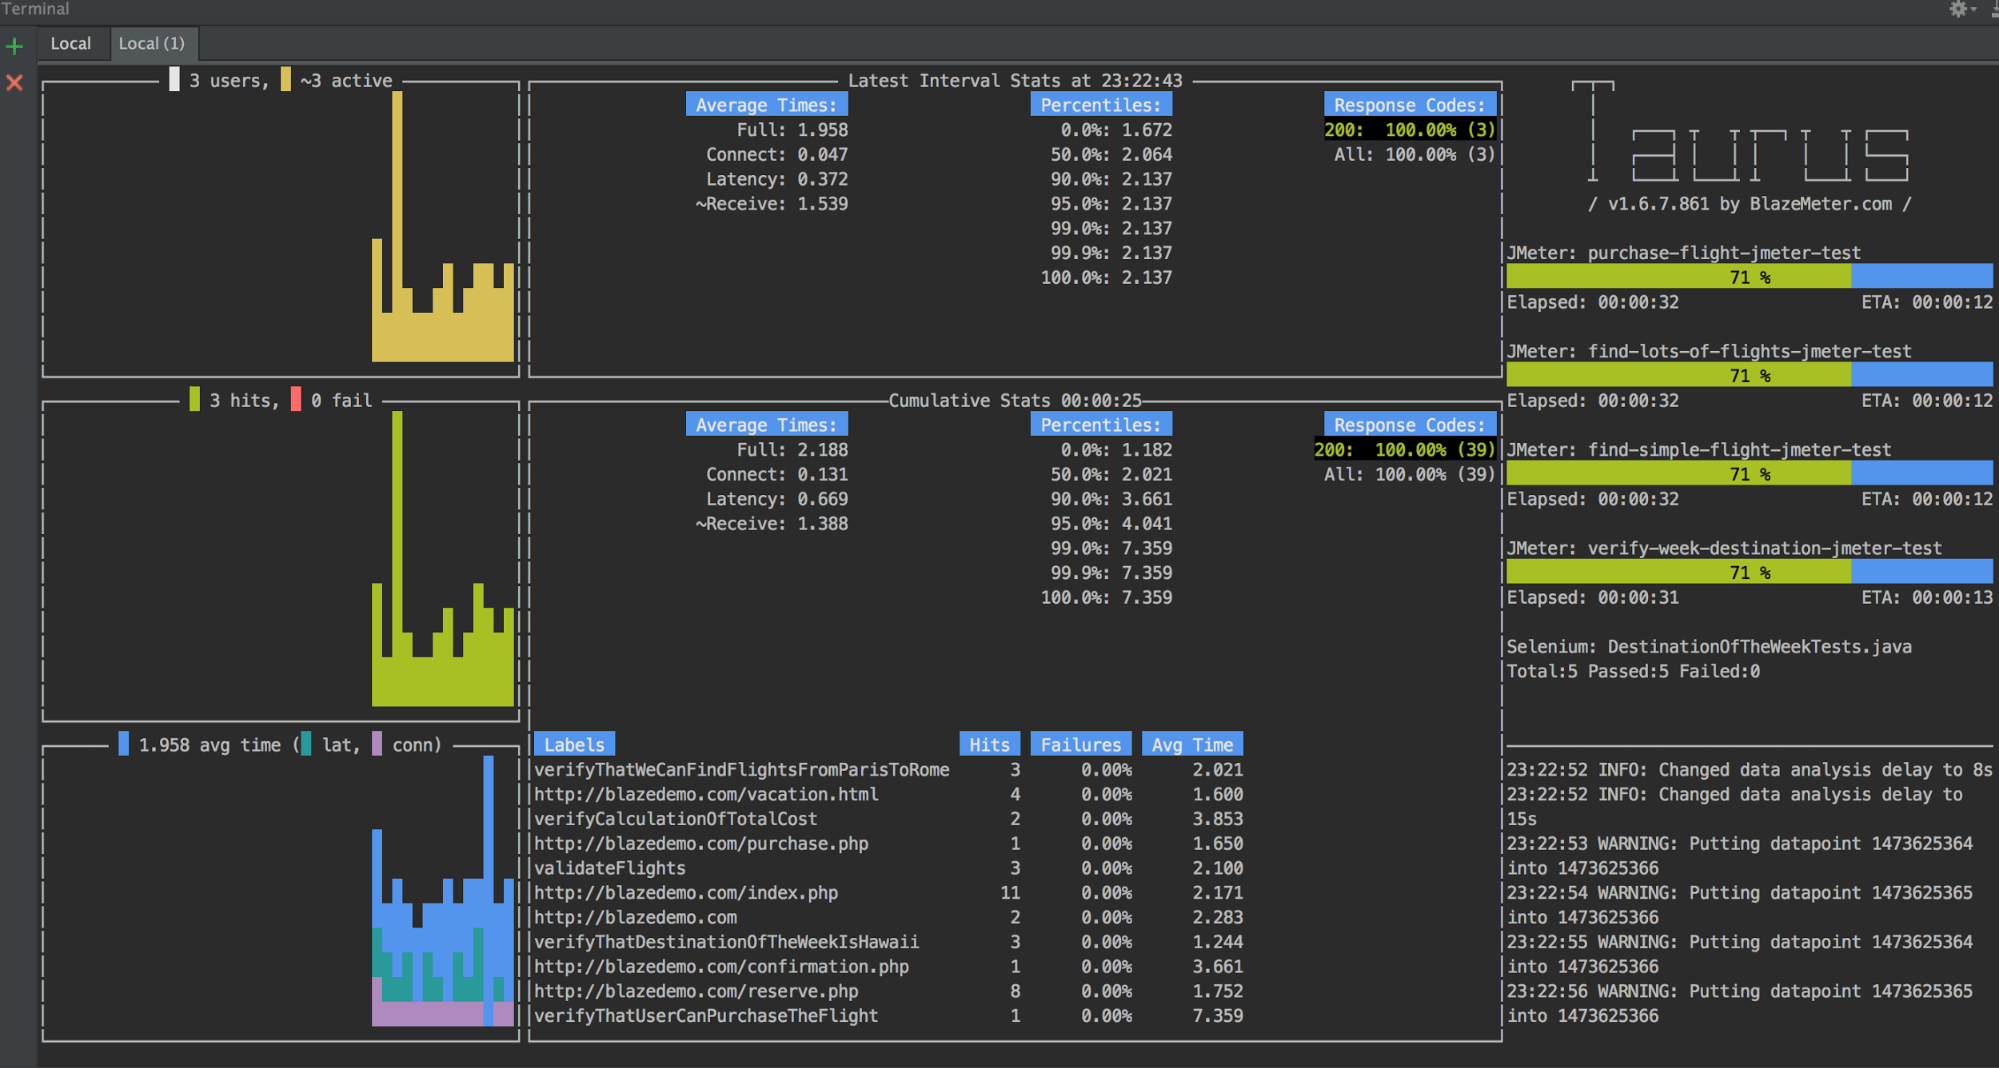 Terminal
Local
Local (1)
3 users, ~3 active
Latest Interval Stats at 23:22:43
Average Times:
Full: 1.958
Connect: 0.047
Latency: 0.372
~Receive: 1.539
Percentiles:
0.0%: 1.672
50.0%: 2.064
90.0%: 2.137
95.0%: 2.137
99.0%: 2.137
99.9%: 2.137
100.0%: 2.137
Response Codes:
200: 100.00% (3)
All: 100.00% (3)
Taurus
/ v1.6.7.861 by BlazeMeter.com /
JMeter: purchase-flight-jmeter-test
71 %
Elapsed: 00:00:32 ETA: 00:00:12
JMeter: find-lots-of-flights-jmeter-test
71 %
Elapsed: 00:00:32 ETA: 00:00:12
JMeter: find-simple-flight-jmeter-test
71 %
Elapsed: 00:00:32 ETA: 00:00:12
JMeter: verify-week-destination-jmeter-test
71 %
Elapsed: 00:00:31 ETA: 00:00:13
Selenium: DestinationOfTheWeekTests.java
Total:5 Passed:5 Failed:0
3 hits, 0 fail
Cumulative Stats 00:00:25
Average Times:
Full: 2.188
Connect: 0.131
Latency: 0.669
~Receive: 1.388
Percentiles:
0.0%: 1.182
50.0%: 2.021
90.0%: 3.661
95.0%: 4.041
99.0%: 7.359
99.9%: 7.359
100.0%: 7.359
Response Codes:
200: 100.00% (39)
All: 100.00% (39)
1.958 avg time ( lat, conn)
Labels Hits Failures Avg Time
verifyThatWeCanFindFlightsFromParisToRome 3 0.00% 2.021
http://blazedemo.com/vacation.html 4 0.00% 1.600
verifyCalculationOfTotalCost 2 0.00% 3.853
http://blazedemo.com/purchase.php 1 0.00% 1.650
validateFlights 3 0.00% 2.100
http://blazedemo.com/index.php 11 0.00% 2.171
http://blazedemo.com 2 0.00% 2.283
verifyThatDestinationOfTheWeekIsHawaii 3 0.00% 1.244
http://blazedemo.com/confirmation.php 1 0.00% 3.661
http://blazedemo.com/reserve.php 8 0.00% 1.752
verifyThatUserCanPurchaseTheFlight 1 0.00% 7.359
23:22:52 INFO: Changed data analysis delay to 8s
23:22:52 INFO: Changed data analysis delay to
15s
23:22:53 WARNING: Putting datapoint 1473625364
into 1473625366
23:22:54 WARNING: Putting datapoint 1473625365
into 1473625366
23:22:55 WARNING: Putting datapoint 1473625364
into 1473625366
23:22:56 WARNING: Putting datapoint 1473625365
into 1473625366